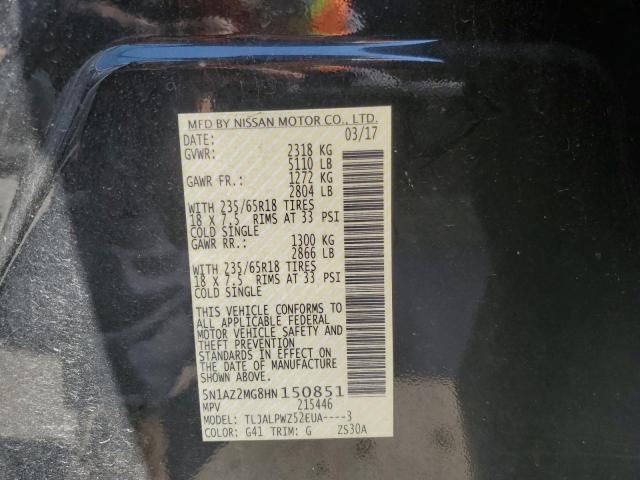 MFD BY NISSAN MOTOR CO., LTD.
DATE: 03/17
GVWR: 2318 KG
5110 LB
GAWR FR.: 1272 KG
2804 LB
WITH 235/65R18 TIRES
18 X 7.5 RIMS AT 33 PSI
COLD SINGLE
GAWR RR.: 1300 KG
2866 LB
WITH 235/65R18 TIRES
18 X 7.5 RIMS AT 33 PSI
COLD SINGLE
THIS VEHICLE CONFORMS TO
ALL APPLICABLE FEDERAL
MOTOR VEHICLE SAFETY AND
THEFT PREVENTION
STANDARDS IN EFFECT ON
THE DATE OF MANUFACTURE
SHOWN ABOVE.
5N1AZ2MG8HN150851
MPV 215446
TLJALPWZ52EUA----3
COLOR: G41 TRIM: G ZS30A